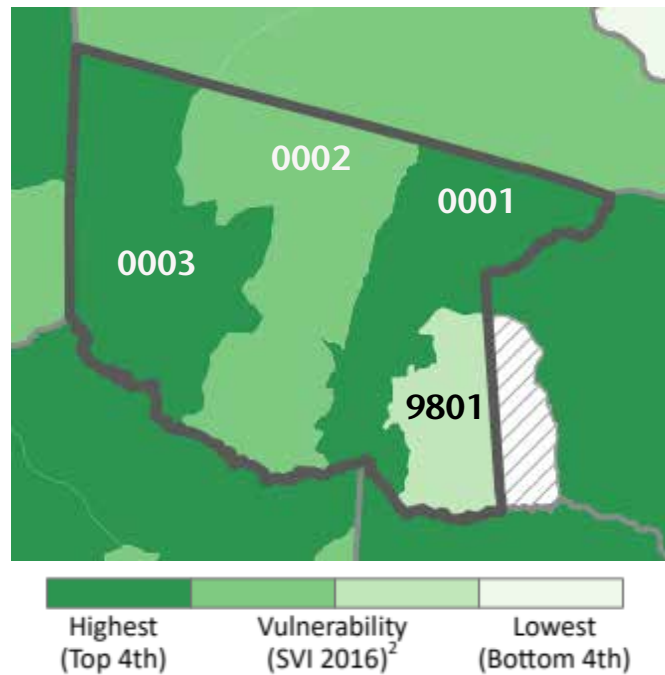 0002
0001
0003
9801
Highest
(Top 4th)
Vulnerability
(SVI 2016)2
Lowest
(Bottom 4th)